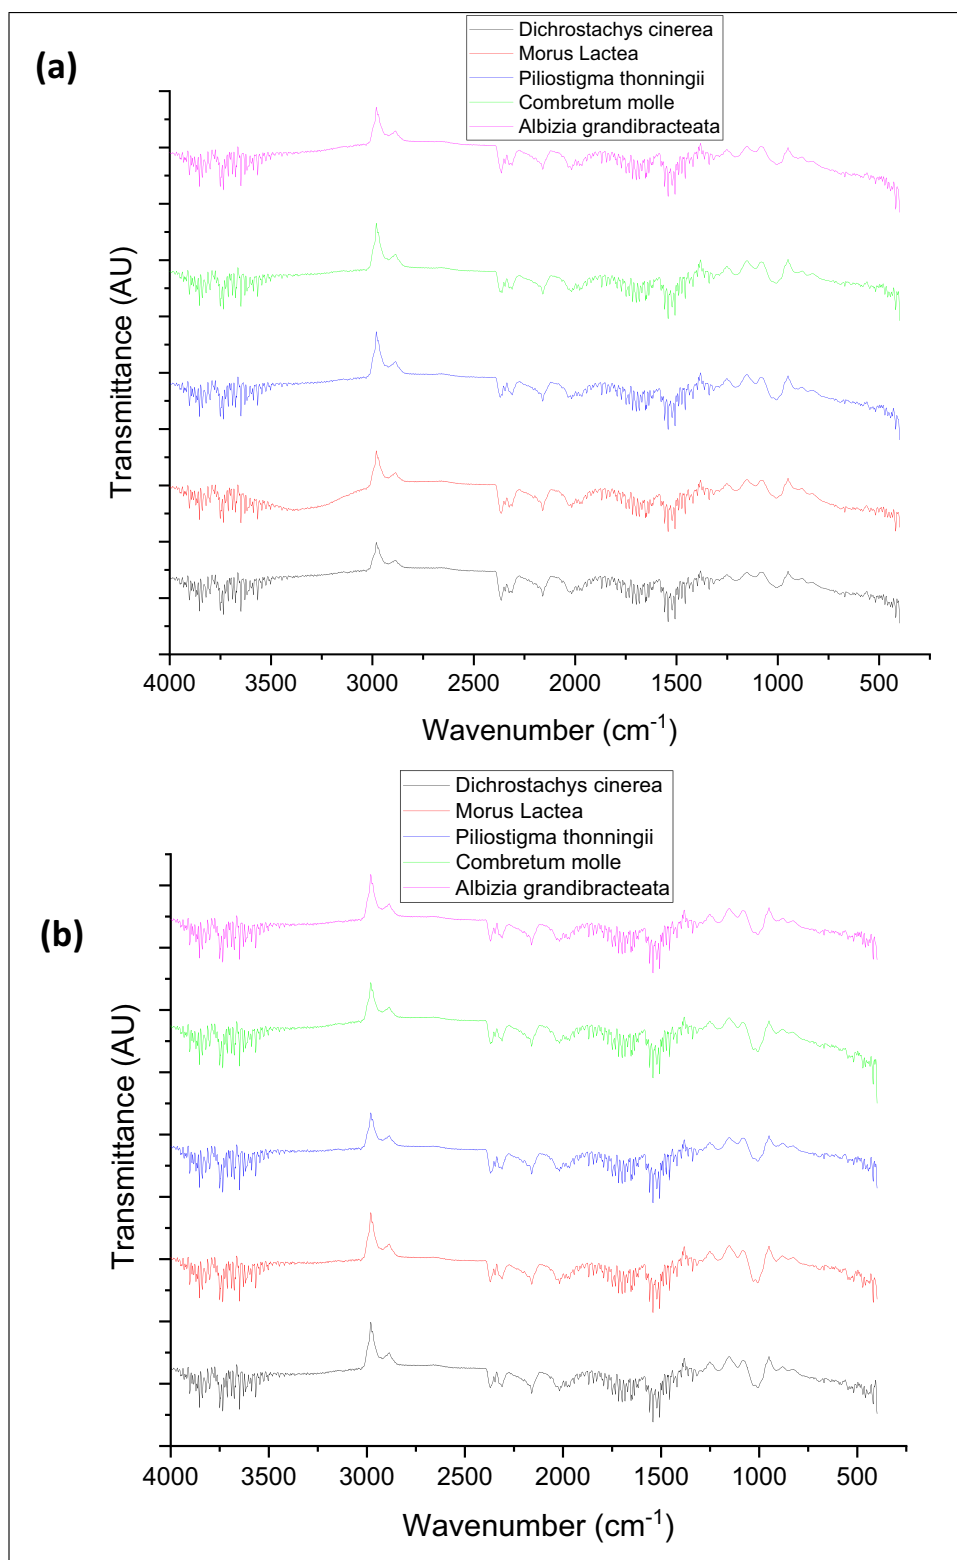 (a)
Dichrostachys cinerea
Morus Lactea
Piliostigma thonningii
Combretum molle
Albizia grandibracteata
Transmittance (AU)
4000 3500 3000 2500 2000 1500 1000 500
Wavenumber (cm⁻¹)
(b)
Dichrostachys cinerea
Morus Lactea
Piliostigma thonningii
Combretum molle
Albizia grandibracteata
Transmittance (AU)
4000 3500 3000 2500 2000 1500 1000 500
Wavenumber (cm⁻¹)